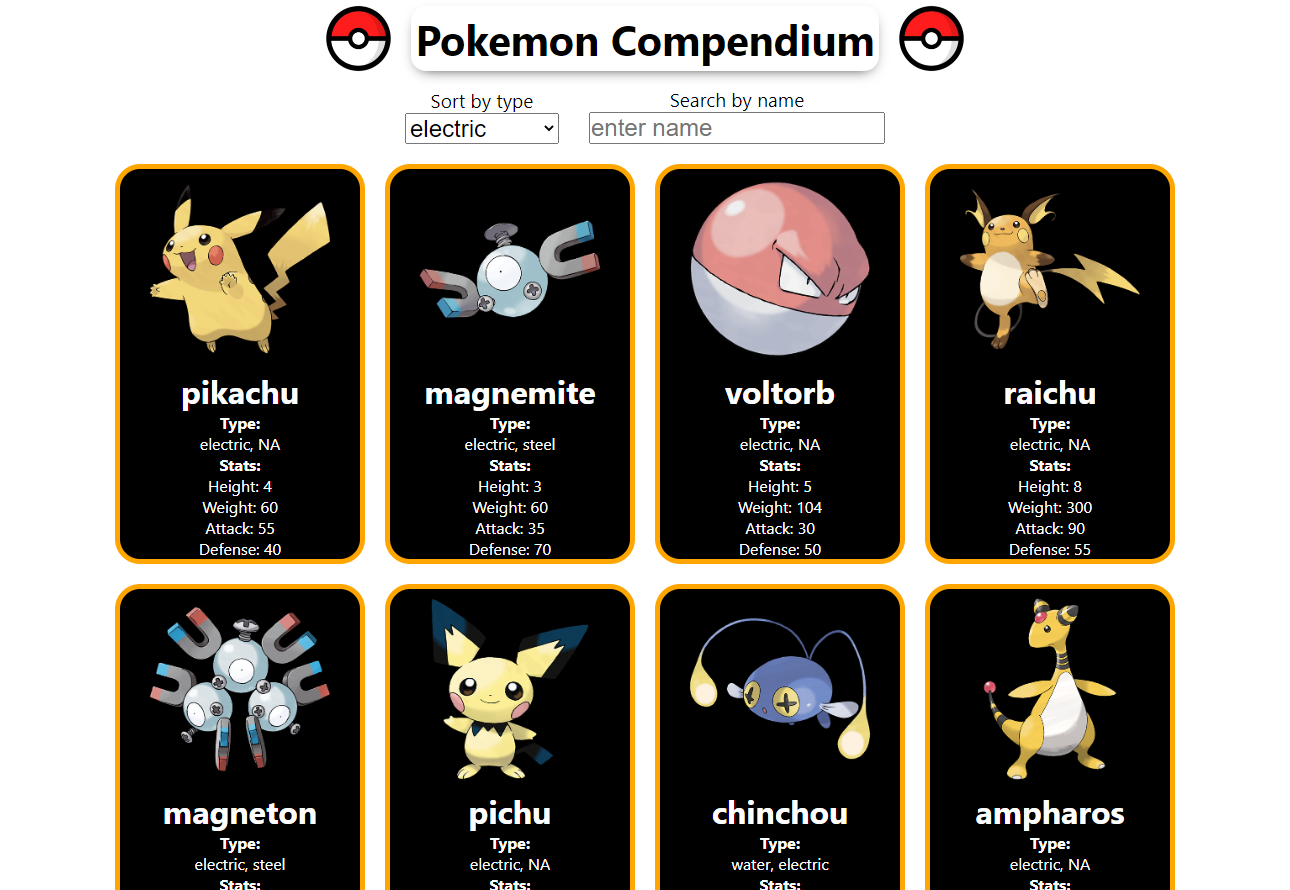 Pokemon Compendium
Sort by type
Search by name
electric
enter name
pikachu
Type:
electric, NA
Stats:
Height: 4
Weight: 60
Attack: 55
Defense: 40
magnemite
Type:
electric, steel
Stats:
Height: 3
Weight: 60
Attack: 35
Defense: 70
voltorb
Type:
electric, NA
Stats:
Height: 5
Weight: 104
Attack: 30
Defense: 50
raichu
Type:
electric, NA
Stats:
Height: 8
Weight: 300
Attack: 90
Defense: 55
magneton
Type:
electric, steel
Stats:
pichu
Type:
electric, NA
Stats:
chinchou
Type:
water, electric
Stats:
ampharos
Type:
electric, NA
Stats: